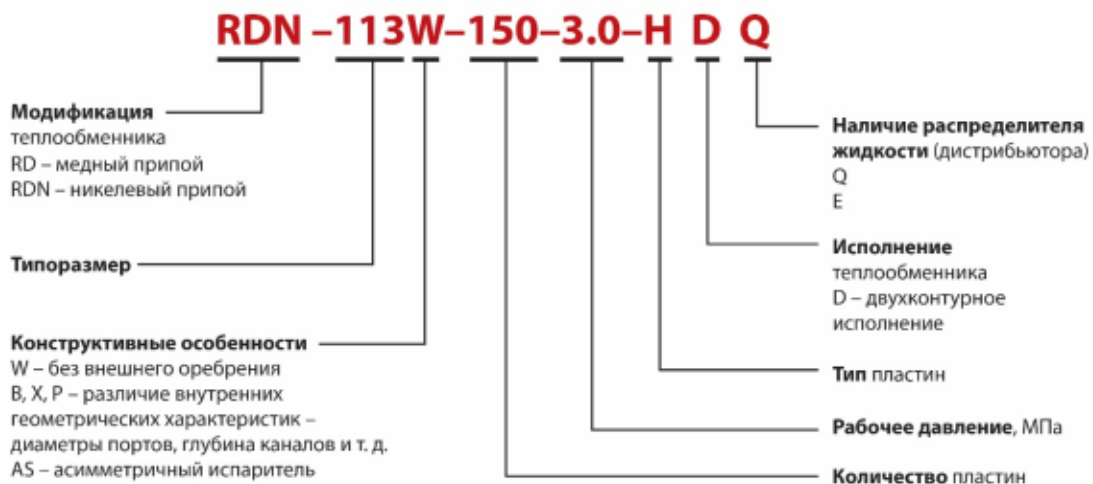 RDN –113W–150–3.0–H D Q
Модификация
теплообменника
RD – медный припой
RDN – никелевый припой
Типоразмер
Конструктивные особенности
W – без внешнего оребрения
B, X, P – различие внутренних
геометрических характеристик –
диаметры портов, глубина каналов и т. д.
AS – асимметричный испаритель
Наличие распределителя
жидкости (дистрибьютора)
Q
E
Исполнение
теплообменника
D – двухконтурное
исполнение
Тип пластин
Рабочее давление, МПа
Количество пластин